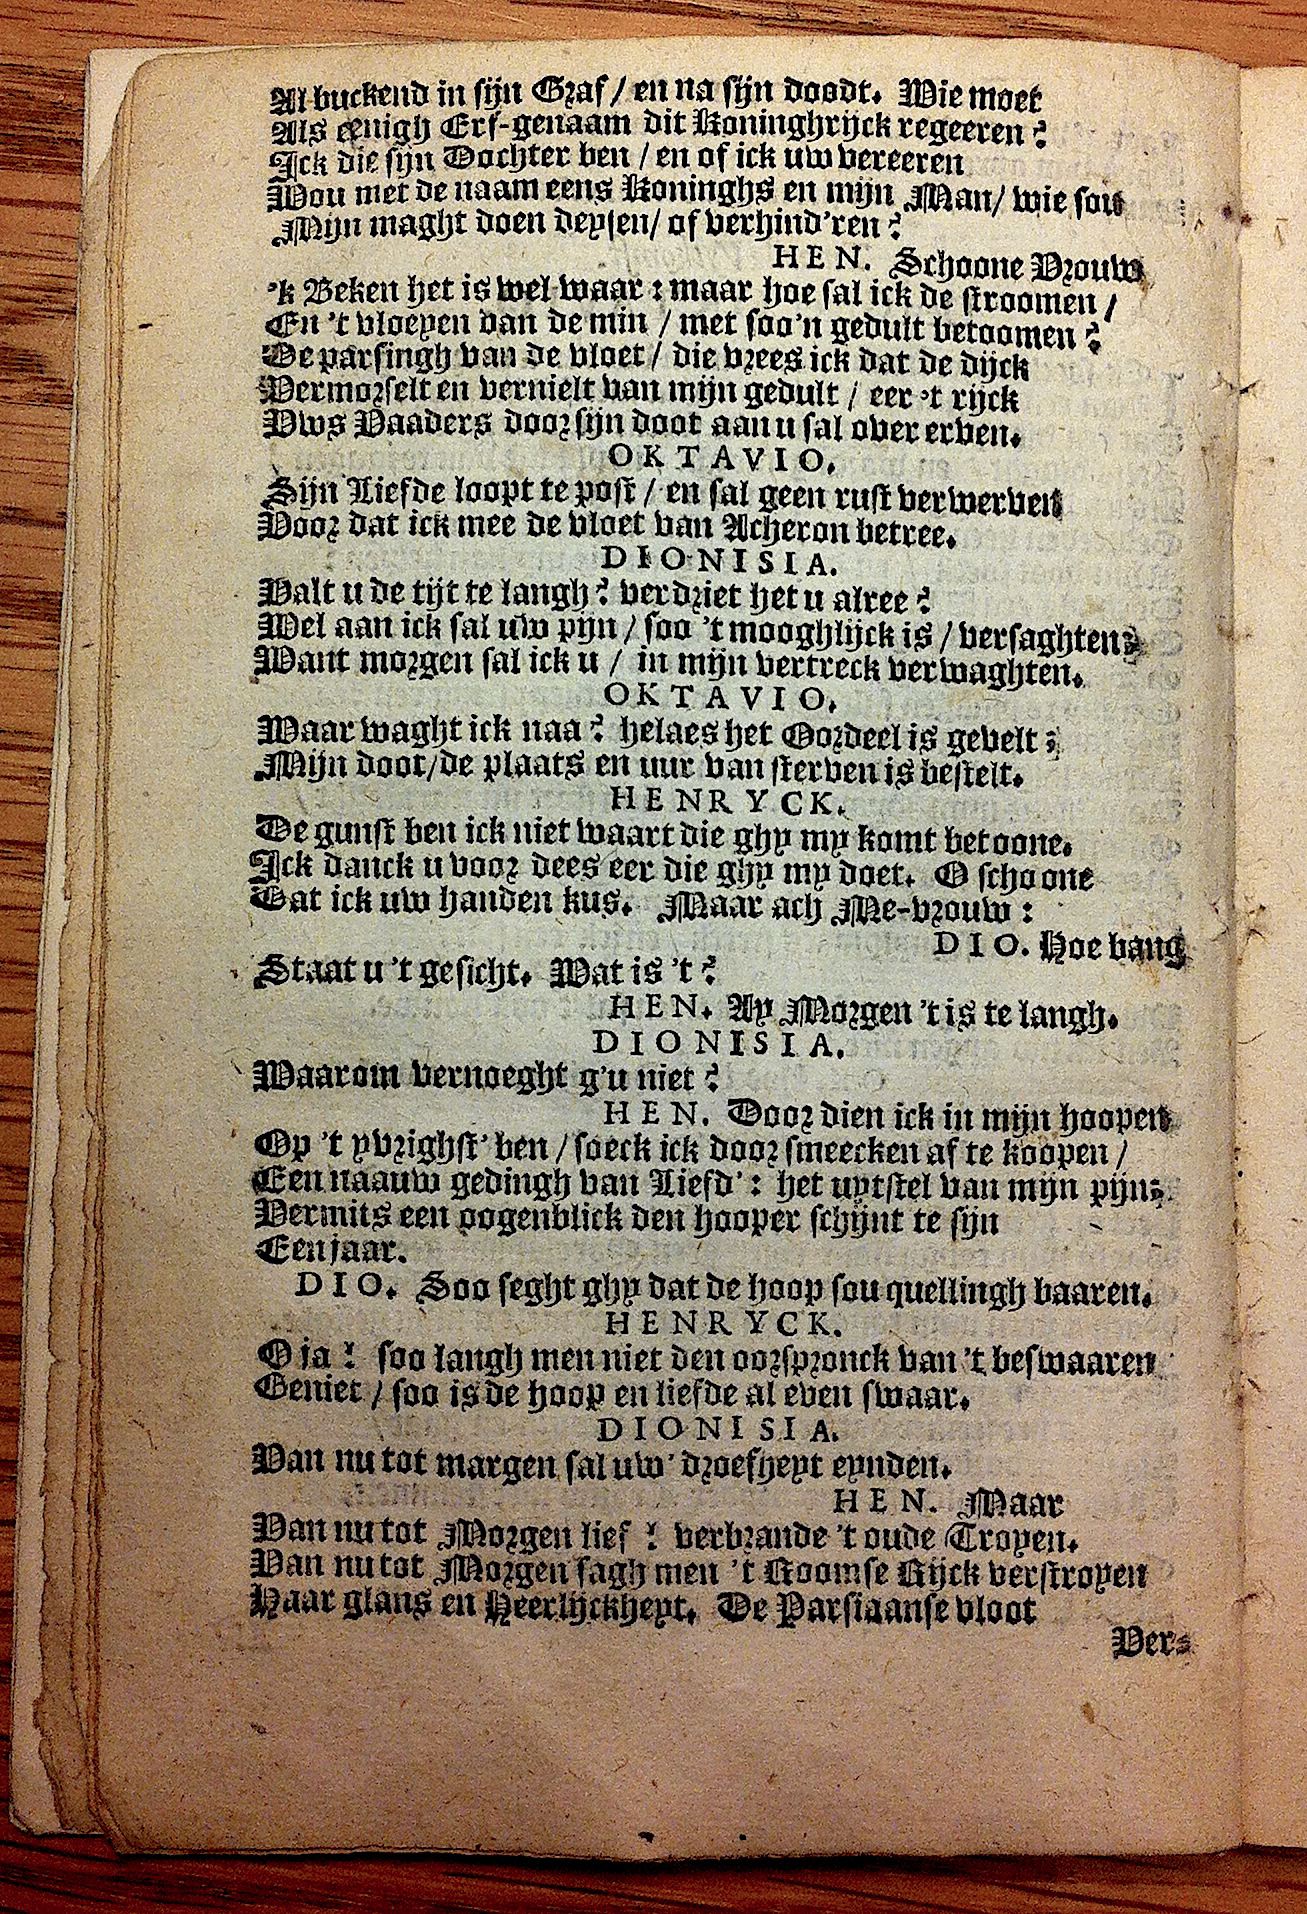 Al buckend in sijn Graf / en na sijn doodt. Wie moet
Als eenigh Erf-genaam dit Koninghrijck regeeren ?
Ick die sijn Dochter ben / en of ick uw vereeren
Wou met de naam eens Koninghs en mijn Man / wie sou
Mijn maght doen deysen / of verhind'ren ?
HEN. Schoone Vrouw
'k Beken het is wel waar : maar hoe sal ick de stroomen /
En 't vloeyen van de min / met soo'n gedult betoomen ?
De parsingh van de vloet / die vrees ick dat de dijck
Vermorselt en vernielt van mijn gedult / eer 't rijck
Uws Vaaders door sijn doot aan u sal over erven.
OKTAVIO.
Sijn Liefde loopt te post / en sal geen rust verwerven
Voor dat ick mee de vloet van Acheron betree.
DIONISIA.
Valt u de tijt te langh ? verdriet het u alree ?
Wel aan ick sal uw pijn / soo 't mooghlijck is / versaghten;
Want morgen sal ick u / in mijn vertreck verwaghten.
OKTAVIO.
Maar waght ick naa ? helaes het Oordeel is gevelt ;
Mijn doot / de plaats en uur van sterven is bestelt.
HENRYCK.
De gunst ben ick niet waart die ghy my komt betoone.
Ick danck u voor dees eer die ghy my doet. O schoone
Dat ick uw handen kus. Maar ach Me-vrouw :
DIO. Hoe bang
Staat u 't gesicht. Wat is 't ?
HEN. Ay Morgen 't is te langh.
DIONISIA.
Waarom vernoeght g'u niet ?
HEN. Door dien ick in mijn hoopen
Op 't yvrighst' ben / soeck ick door smeecken af te koopen /
Een naauw gedingh van Liefd' : het uytstel van mijn pijn;
Vermits een oogenblick den hooper schijnt te sijn
Een jaar.
DIO. Soo seght ghy dat de hoop sou quellingh baaren.
HENRYCK.
O ja ! soo langh men niet den oorspronck van 't beswaaren
Geniet / soo is de hoop en liefde al even swaar.
DIONISIA.
Van nu tot margen sal uw' droefheyt eynden.
HEN. Maar
Van nu tot Morgen lief ! verbrande 't oude Troyen.
Van nu tot Morgen sagh men 't Roomse Rijck verstroyen
Haar glans en Heerlijckheyt. De Parsiaanse vloot
Ver-